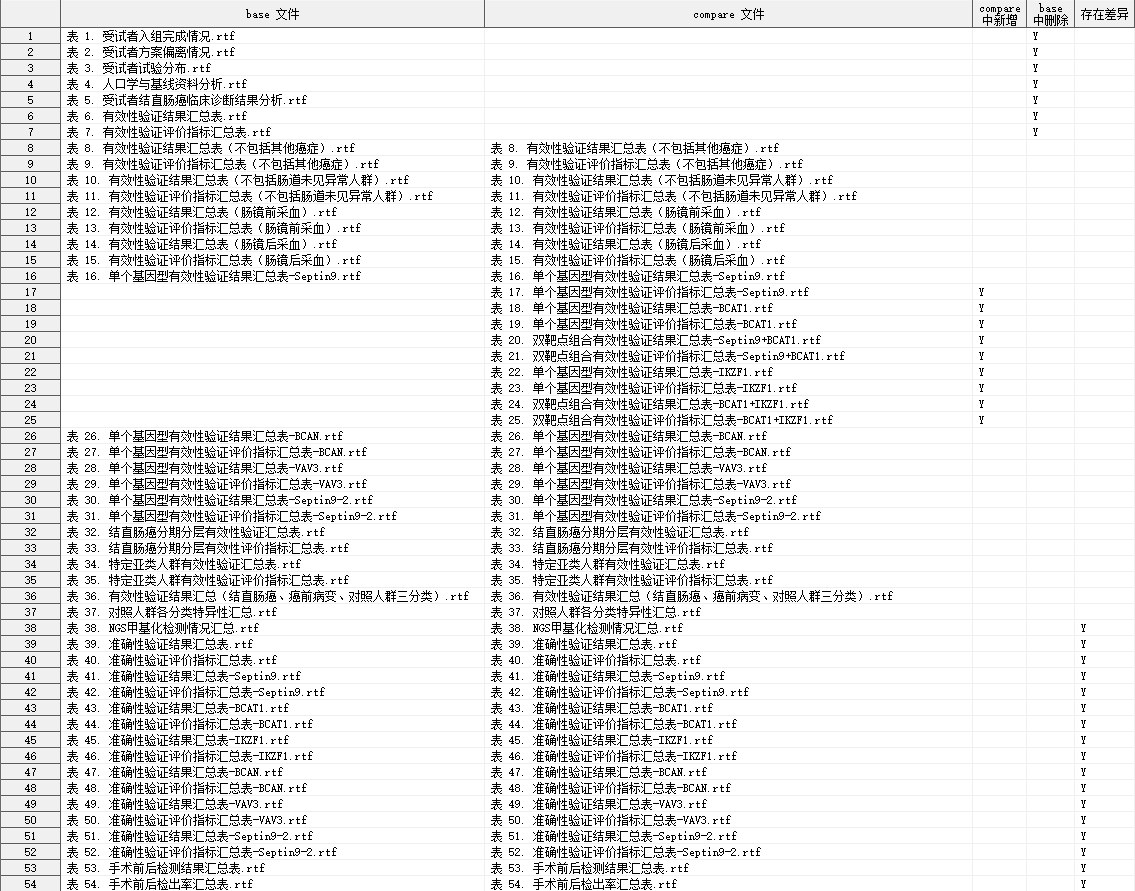 base 文件 compare 文件 compare 中新增 base 中删除 存在差异
1 表 1. 受试者入组完成情况.rtf Y
2 表 2. 受试者方案偏离情况.rtf Y
3 表 3. 受试者试验分布.rtf Y
4 表 4. 人口学与基线资料分析.rtf Y
5 表 5. 受试者结直肠癌临床诊断结果分析.rtf Y
6 表 6. 有效性验证结果汇总表.rtf Y
7 表 7. 有效性验证评价指标汇总表.rtf Y
8 表 8. 有效性验证结果汇总表（不包括其他癌症）.rtf 表 8. 有效性验证结果汇总表（不包括其他癌症）.rtf
9 表 9. 有效性验证评价指标汇总表（不包括其他癌症）.rtf 表 9. 有效性验证评价指标汇总表（不包括其他癌症）.rtf
10 表 10. 有效性验证结果汇总表（不包括肠道未见异常人群）.rtf 表 10. 有效性验证结果汇总表（不包括肠道未见异常人群）.rtf
11 表 11. 有效性验证评价指标汇总表（不包括肠道未见异常人群）.rtf 表 11. 有效性验证评价指标汇总表（不包括肠道未见异常人群）.rtf
12 表 12. 有效性验证结果汇总表（肠镜前采血）.rtf 表 12. 有效性验证结果汇总表（肠镜前采血）.rtf
13 表 13. 有效性验证评价指标汇总表（肠镜前采血）.rtf 表 13. 有效性验证评价指标汇总表（肠镜前采血）.rtf
14 表 14. 有效性验证结果汇总表（肠镜后采血）.rtf 表 14. 有效性验证结果汇总表（肠镜后采血）.rtf
15 表 15. 有效性验证评价指标汇总表（肠镜后采血）.rtf 表 15. 有效性验证评价指标汇总表（肠镜后采血）.rtf
16 表 16. 单个基因型有效性验证结果汇总表-Septin9.rtf 表 16. 单个基因型有效性验证结果汇总表-Septin9.rtf
17 表 17. 单个基因型有效性验证评价指标汇总表-Septin9.rtf Y
18 表 18. 单个基因型有效性验证结果汇总表-BCAT1.rtf Y
19 表 19. 单个基因型有效性验证评价指标汇总表-BCAT1.rtf Y
20 表 20. 双靶点组合有效性验证结果汇总表-Septin9+BCAT1.rtf Y
21 表 21. 双靶点组合有效性验证评价指标汇总表-Septin9+BCAT1.rtf Y
22 表 22. 单个基因型有效性验证结果汇总表-IKZF1.rtf Y
23 表 23. 单个基因型有效性验证评价指标汇总表-IKZF1.rtf Y
24 表 24. 双靶点组合有效性验证结果汇总表-BCAT1+IKZF1.rtf Y
25 表 25. 双靶点组合有效性验证评价指标汇总表-BCAT1+IKZF1.rtf Y
26 表 26. 单个基因型有效性验证结果汇总表-BCAN.rtf 表 26. 单个基因型有效性验证结果汇总表-BCAN.rtf
27 表 27. 单个基因型有效性验证评价指标汇总表-BCAN.rtf 表 27. 单个基因型有效性验证评价指标汇总表-BCAN.rtf
28 表 28. 单个基因型有效性验证结果汇总表-VAV3.rtf 表 28. 单个基因型有效性验证结果汇总表-VAV3.rtf
29 表 29. 单个基因型有效性验证评价指标汇总表-VAV3.rtf 表 29. 单个基因型有效性验证评价指标汇总表-VAV3.rtf
30 表 30. 单个基因型有效性验证结果汇总表-Septin9-2.rtf 表 30. 单个基因型有效性验证结果汇总表-Septin9-2.rtf
31 表 31. 单个基因型有效性验证评价指标汇总表-Septin9-2.rtf 表 31. 单个基因型有效性验证评价指标汇总表-Septin9-2.rtf
32 表 32. 结直肠癌分期分层有效性验证汇总表.rtf 表 32. 结直肠癌分期分层有效性验证汇总表.rtf
33 表 33. 结直肠癌分期分层有效性评价指标汇总表.rtf 表 33. 结直肠癌分期分层有效性评价指标汇总表.rtf
34 表 34. 特定亚类人群有效性验证汇总表.rtf 表 34. 特定亚类人群有效性验证汇总表.rtf
35 表 35. 特定亚类人群有效性验证评价指标汇总表.rtf 表 35. 特定亚类人群有效性验证评价指标汇总表.rtf
36 表 36. 有效性验证结果汇总（结直肠癌、癌前病变、对照人群三分类）.rtf 表 36. 有效性验证结果汇总（结直肠癌、癌前病变、对照人群三分类）.rtf
37 表 37. 对照人群各分类特异性汇总.rtf 表 37. 对照人群各分类特异性汇总.rtf
38 表 38. NGS甲基化检测情况汇总.rtf 表 38. NGS甲基化检测情况汇总.rtf Y
39 表 39. 准确性验证结果汇总表.rtf 表 39. 准确性验证结果汇总表.rtf Y
40 表 40. 准确性验证评价指标汇总表.rtf 表 40. 准确性验证评价指标汇总表.rtf Y
41 表 41. 准确性验证结果汇总表-Septin9.rtf 表 41. 准确性验证结果汇总表-Septin9.rtf Y
42 表 42. 准确性验证评价指标汇总表-Septin9.rtf 表 42. 准确性验证评价指标汇总表-Septin9.rtf Y
43 表 43. 准确性验证结果汇总表-BCAT1.rtf 表 43. 准确性验证结果汇总表-BCAT1.rtf Y
44 表 44. 准确性验证评价指标汇总表-BCAT1.rtf 表 44. 准确性验证评价指标汇总表-BCAT1.rtf Y
45 表 45. 准确性验证结果汇总表-IKZF1.rtf 表 45. 准确性验证结果汇总表-IKZF1.rtf Y
46 表 46. 准确性验证评价指标汇总表-IKZF1.rtf 表 46. 准确性验证评价指标汇总表-IKZF1.rtf Y
47 表 47. 准确性验证结果汇总表-BCAN.rtf 表 47. 准确性验证结果汇总表-BCAN.rtf Y
48 表 48. 准确性验证评价指标汇总表-BCAN.rtf 表 48. 准确性验证评价指标汇总表-BCAN.rtf Y
49 表 49. 准确性验证结果汇总表-VAV3.rtf 表 49. 准确性验证结果汇总表-VAV3.rtf Y
50 表 50. 准确性验证评价指标汇总表-VAV3.rtf 表 50. 准确性验证评价指标汇总表-VAV3.rtf Y
51 表 51. 准确性验证结果汇总表-Septin9-2.rtf 表 51. 准确性验证结果汇总表-Septin9-2.rtf Y
52 表 52. 准确性验证评价指标汇总表-Septin9-2.rtf 表 52. 准确性验证评价指标汇总表-Septin9-2.rtf Y
53 表 53. 手术前后检测结果汇总表.rtf 表 53. 手术前后检测结果汇总表.rtf Y
54 表 54. 手术前后检出率汇总表.rtf 表 54. 手术前后检出率汇总表.rtf Y